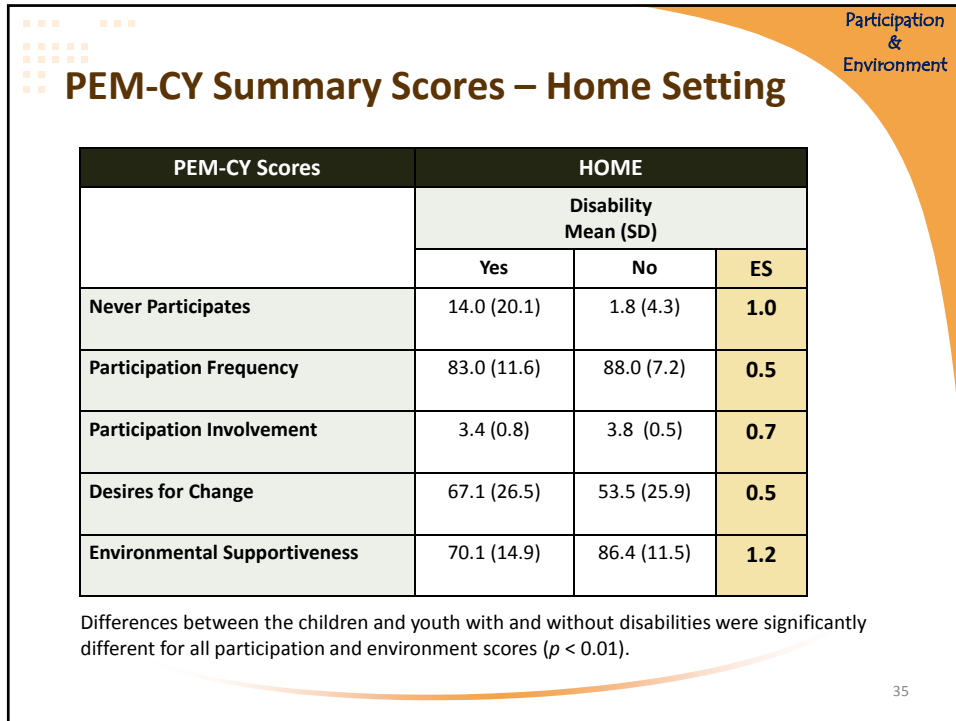 Participation
&
Environment
PEM-CY Summary Scores – Home Setting
PEM-CY Scores HOME
Disability
Mean (SD)
Yes No ES
Never Participates 14.0 (20.1) 1.8 (4.3) 1.0
Participation Frequency 83.0 (11.6) 88.0 (7.2) 0.5
Participation Involvement 3.4 (0.8) 3.8 (0.5) 0.7
Desires for Change 67.1 (26.5) 53.5 (25.9) 0.5
Environmental Supportiveness 70.1 (14.9) 86.4 (11.5) 1.2
Differences between the children and youth with and without disabilities were significantly
different for all participation and environment scores (p < 0.01).
35